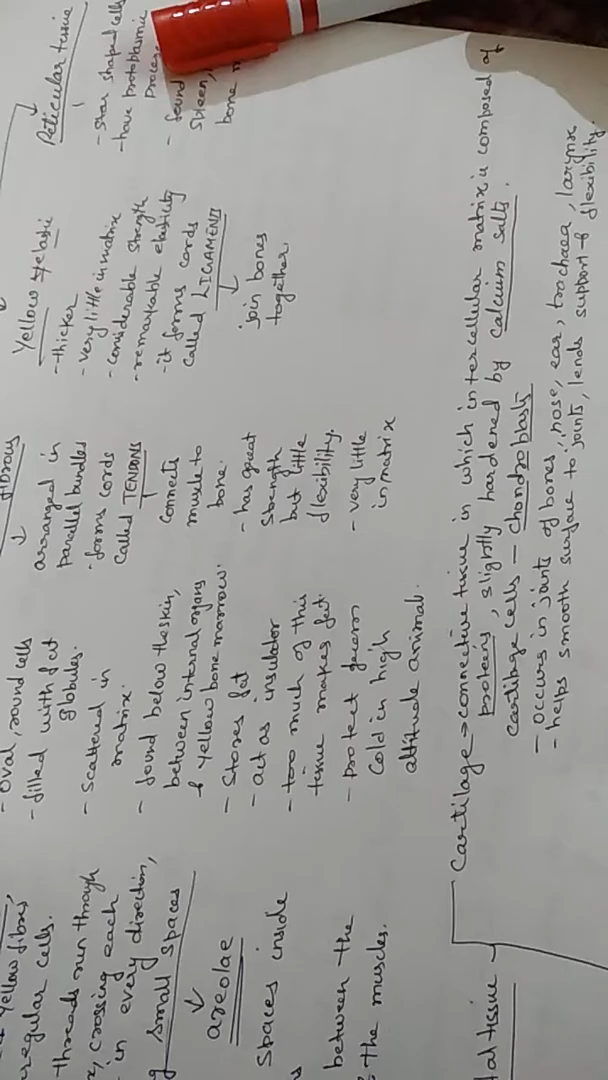 yellow fibres,
regular cells.
threads run through
, crossing each
in every direction,
small spaces
areolae
spaces inside
between the
the muscles.
- Oval, round cells
- filled with fat
globules.
- Scattered in
matrix.
- found below the skin,
between internal organs
& yellow bone marrow.
- Stores fat
- act as insulator
- too much of this
tissue makes fat.
- protect from
cold in high
altitude animal.
fibrous
arranged in
parallel bundles
- forms cords
called TENDONS
connects
muscle to
bone.
- has great
strength
but little
flexibility.
- very little
in matrix
Yellow elastic
- thicker
- very little in matrix
- considerable strength
- remarkable elasticity
- it forms cords
called LIGAMENTS
join bones
together.
Reticular tissue
- Star shaped cells
- have protoplasmic
- found
Spleen,
bone
tissue
Cartilage → connective tissue in which intercellular matrix is composed of
proteins, slightly hardened by calcium salts.
cartilage cells - chondroblasts
- occurs in joints of bones, nose, ear, trachaea, larynx
- helps smooth surface to joints, lends support & flexibility.